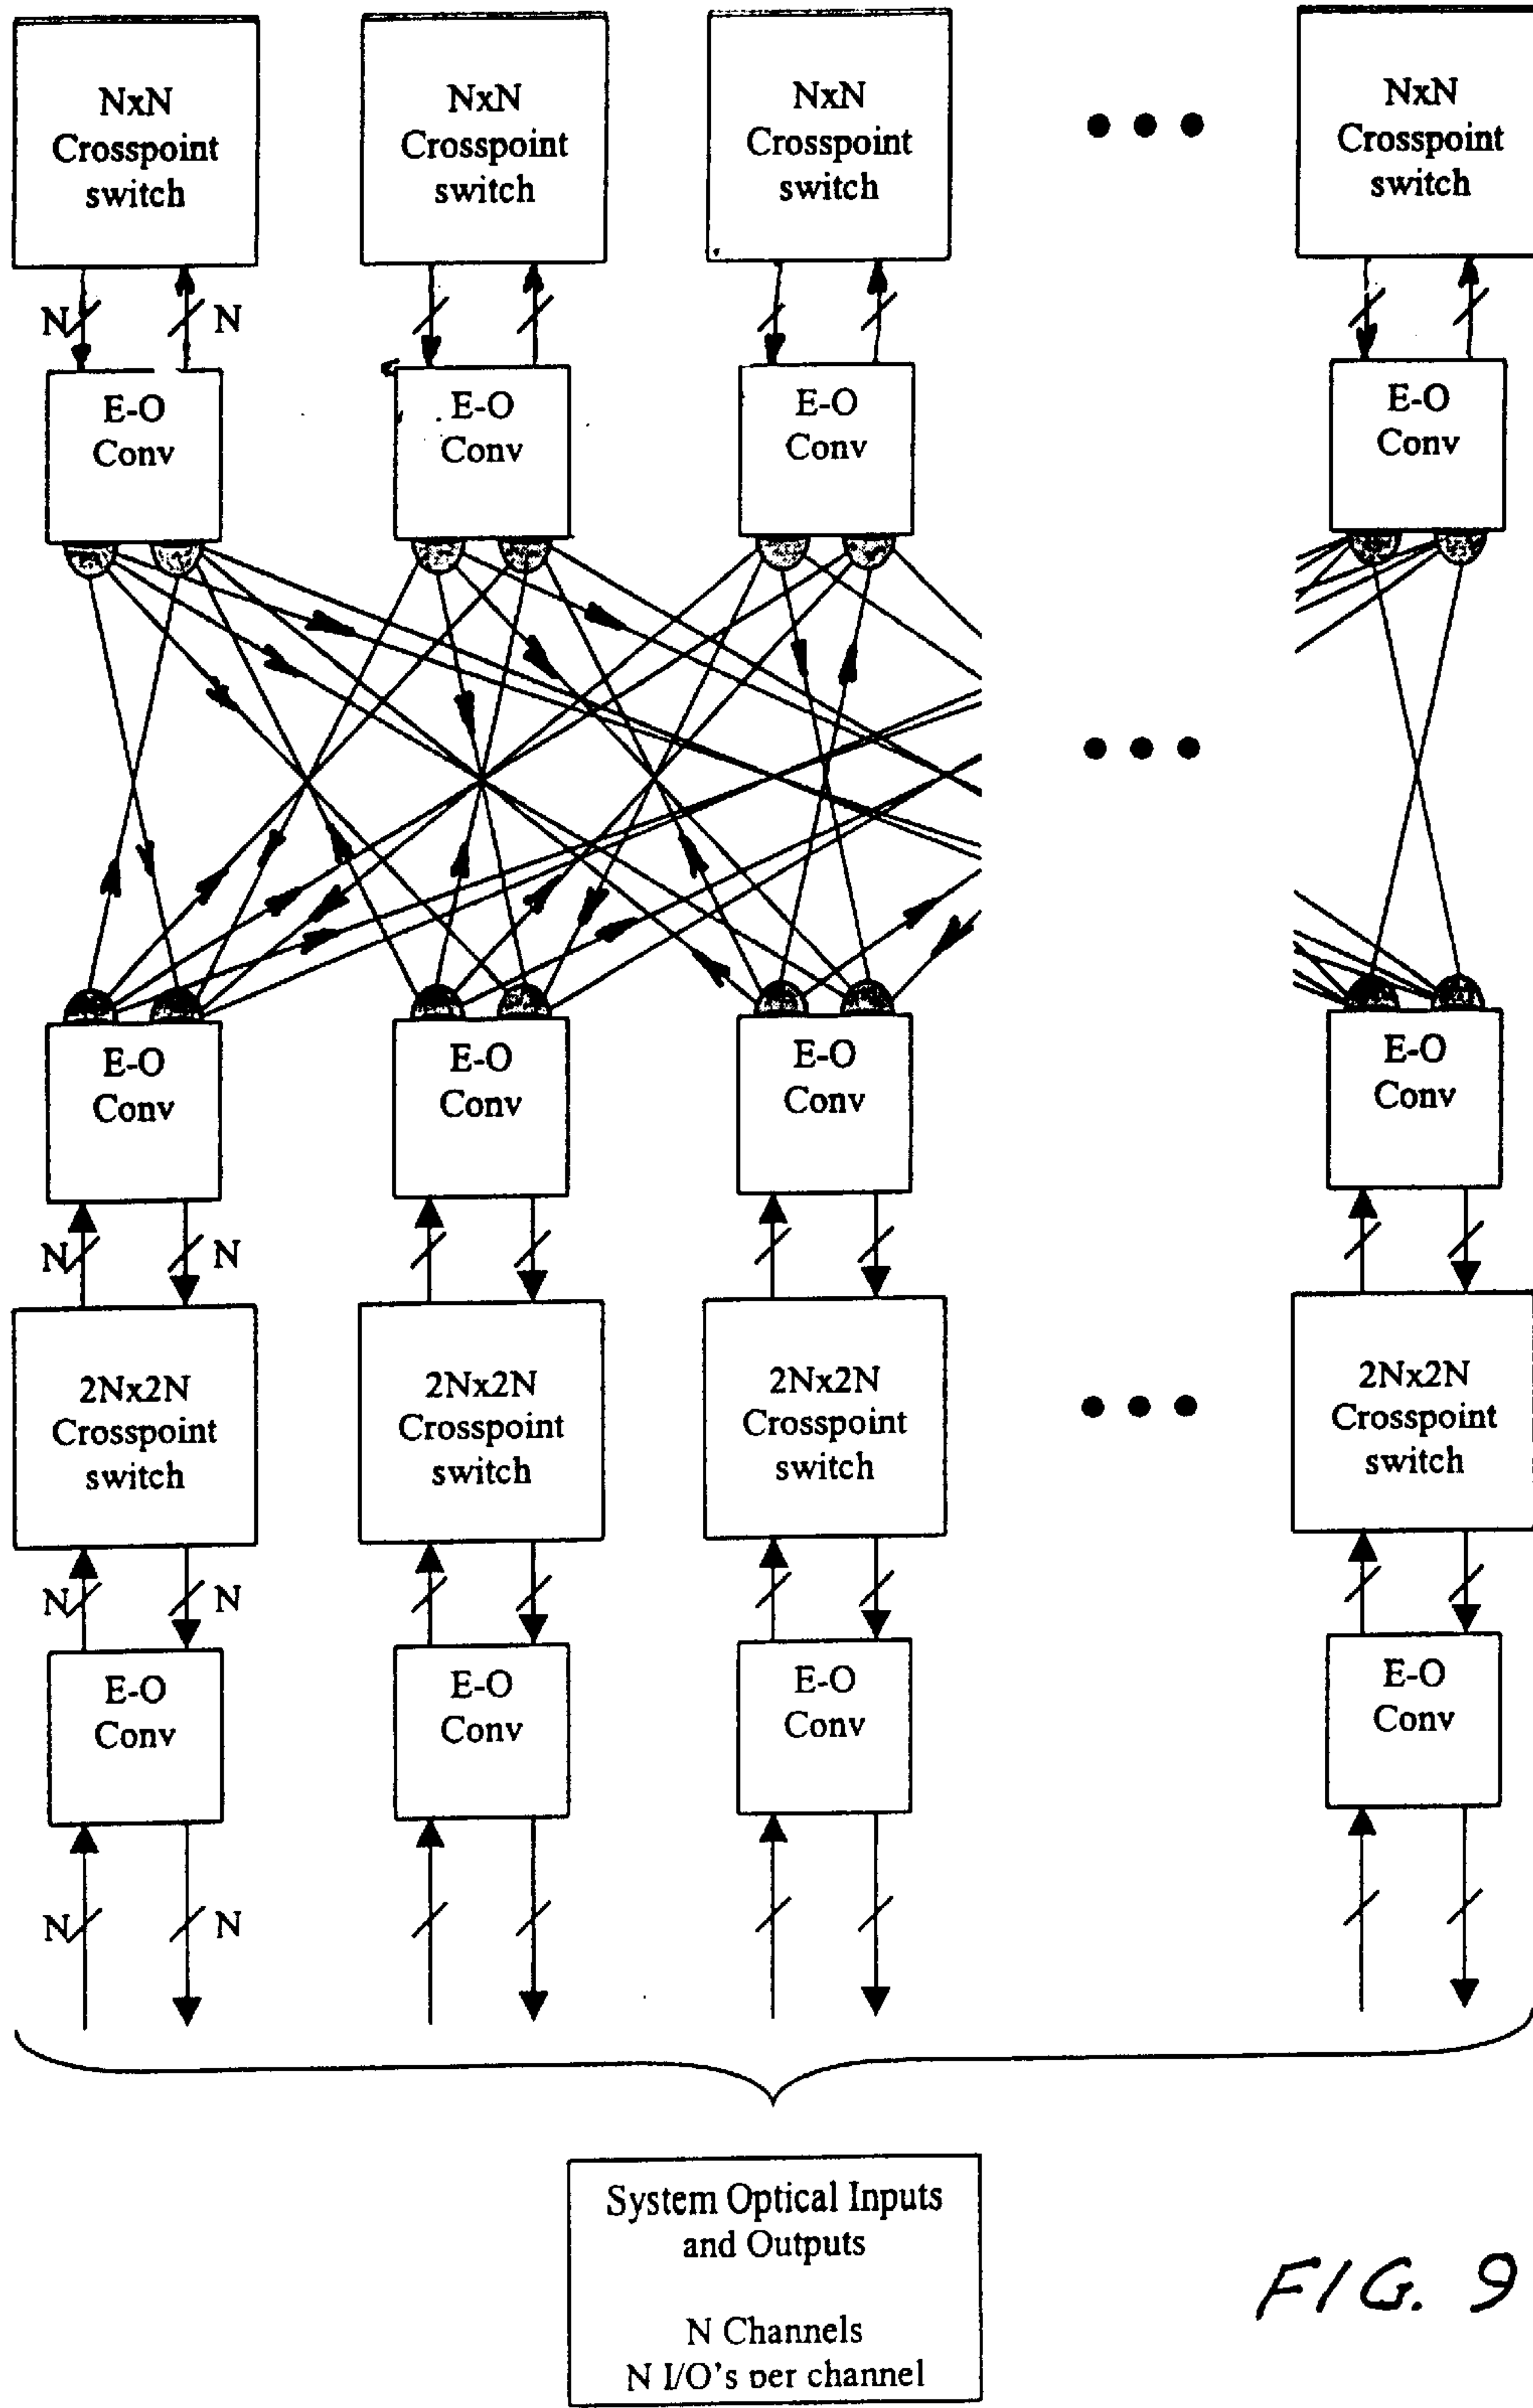 NxN
Crosspoint
switch
NxN
Crosspoint
switch
NxN
Crosspoint
switch
NxN
Crosspoint
switch
N
N
E-O
Conv
E-O
Conv
E-O
Conv
E-O
Conv
E-O
Conv
E-O
Conv
E-O
Conv
E-O
Conv
N
N
2Nx2N
Crosspoint
switch
2Nx2N
Crosspoint
switch
2Nx2N
Crosspoint
switch
2Nx2N
Crosspoint
switch
N
N
E-O
Conv
E-O
Conv
E-O
Conv
E-O
Conv
N
N
System Optical Inputs
and Outputs
N Channels
N I/O's per channel
FIG. 9